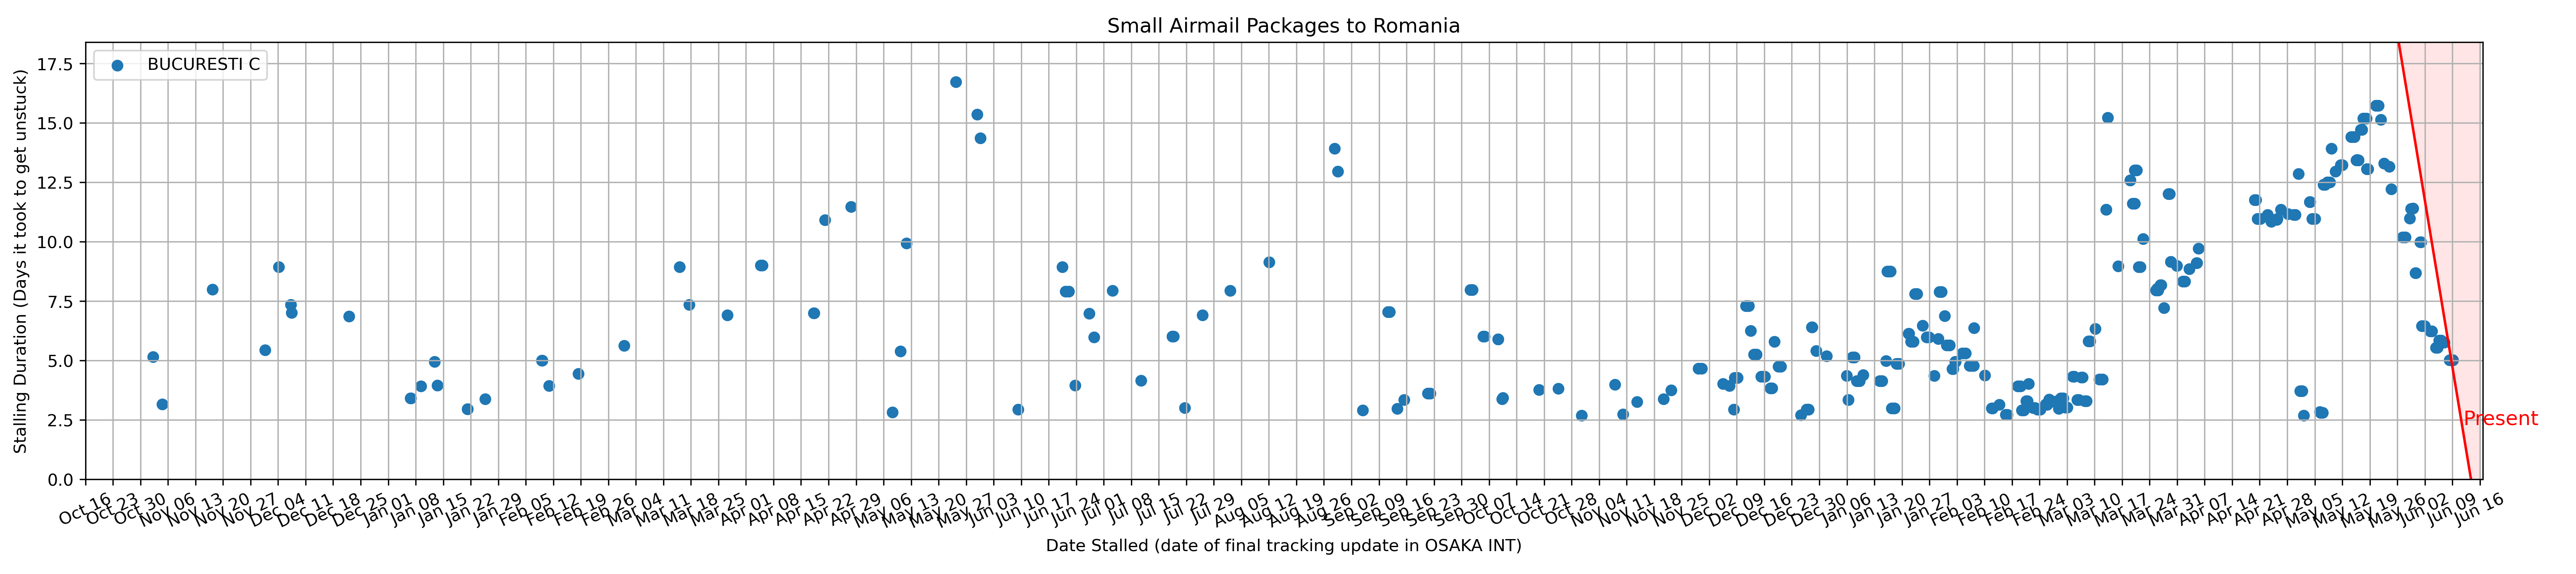 Small Airmail Packages to Romania
BUCURESTI C
Stalling Duration (Days it took to get unstuck)
17.5
15.0
12.5
10.0
7.5
5.0
2.5
0.0
Present
Oct 16 Oct 23 Oct 30 Nov 06 Nov 13 Nov 20 Nov 27 Dec 04 Dec 11 Dec 18 Dec 25 Jan 01 Jan 08 Jan 15 Jan 22 Jan 29 Feb 05 Feb 12 Feb 19 Feb 26 Mar 04 Mar 11 Mar 18 Mar 25 Apr 01 Apr 08 Apr 15 Apr 22 Apr 29 May 06 May 13 May 20 May 27 Jun 03 Jun 10 Jun 17 Jun 24 Jul 01 Jul 08 Jul 15 Jul 22 Jul 29 Aug 05 Aug 12 Aug 19 Aug 26 Sep 02 Sep 09 Sep 16 Sep 23 Sep 30 Oct 07 Oct 14 Oct 21 Oct 28 Nov 04 Nov 11 Nov 18 Nov 25 Dec 02 Dec 09 Dec 16 Dec 23 Dec 30 Jan 06 Jan 13 Jan 20 Jan 27 Feb 03 Feb 10 Feb 17 Feb 24 Mar 03 Mar 10 Mar 17 Mar 24 Mar 31 Apr 07 Apr 14 Apr 21 Apr 28 May 05 May 12 May 19 May 26 Jun 02 Jun 09 Jun 16
Date Stalled (date of final tracking update in OSAKA INT)